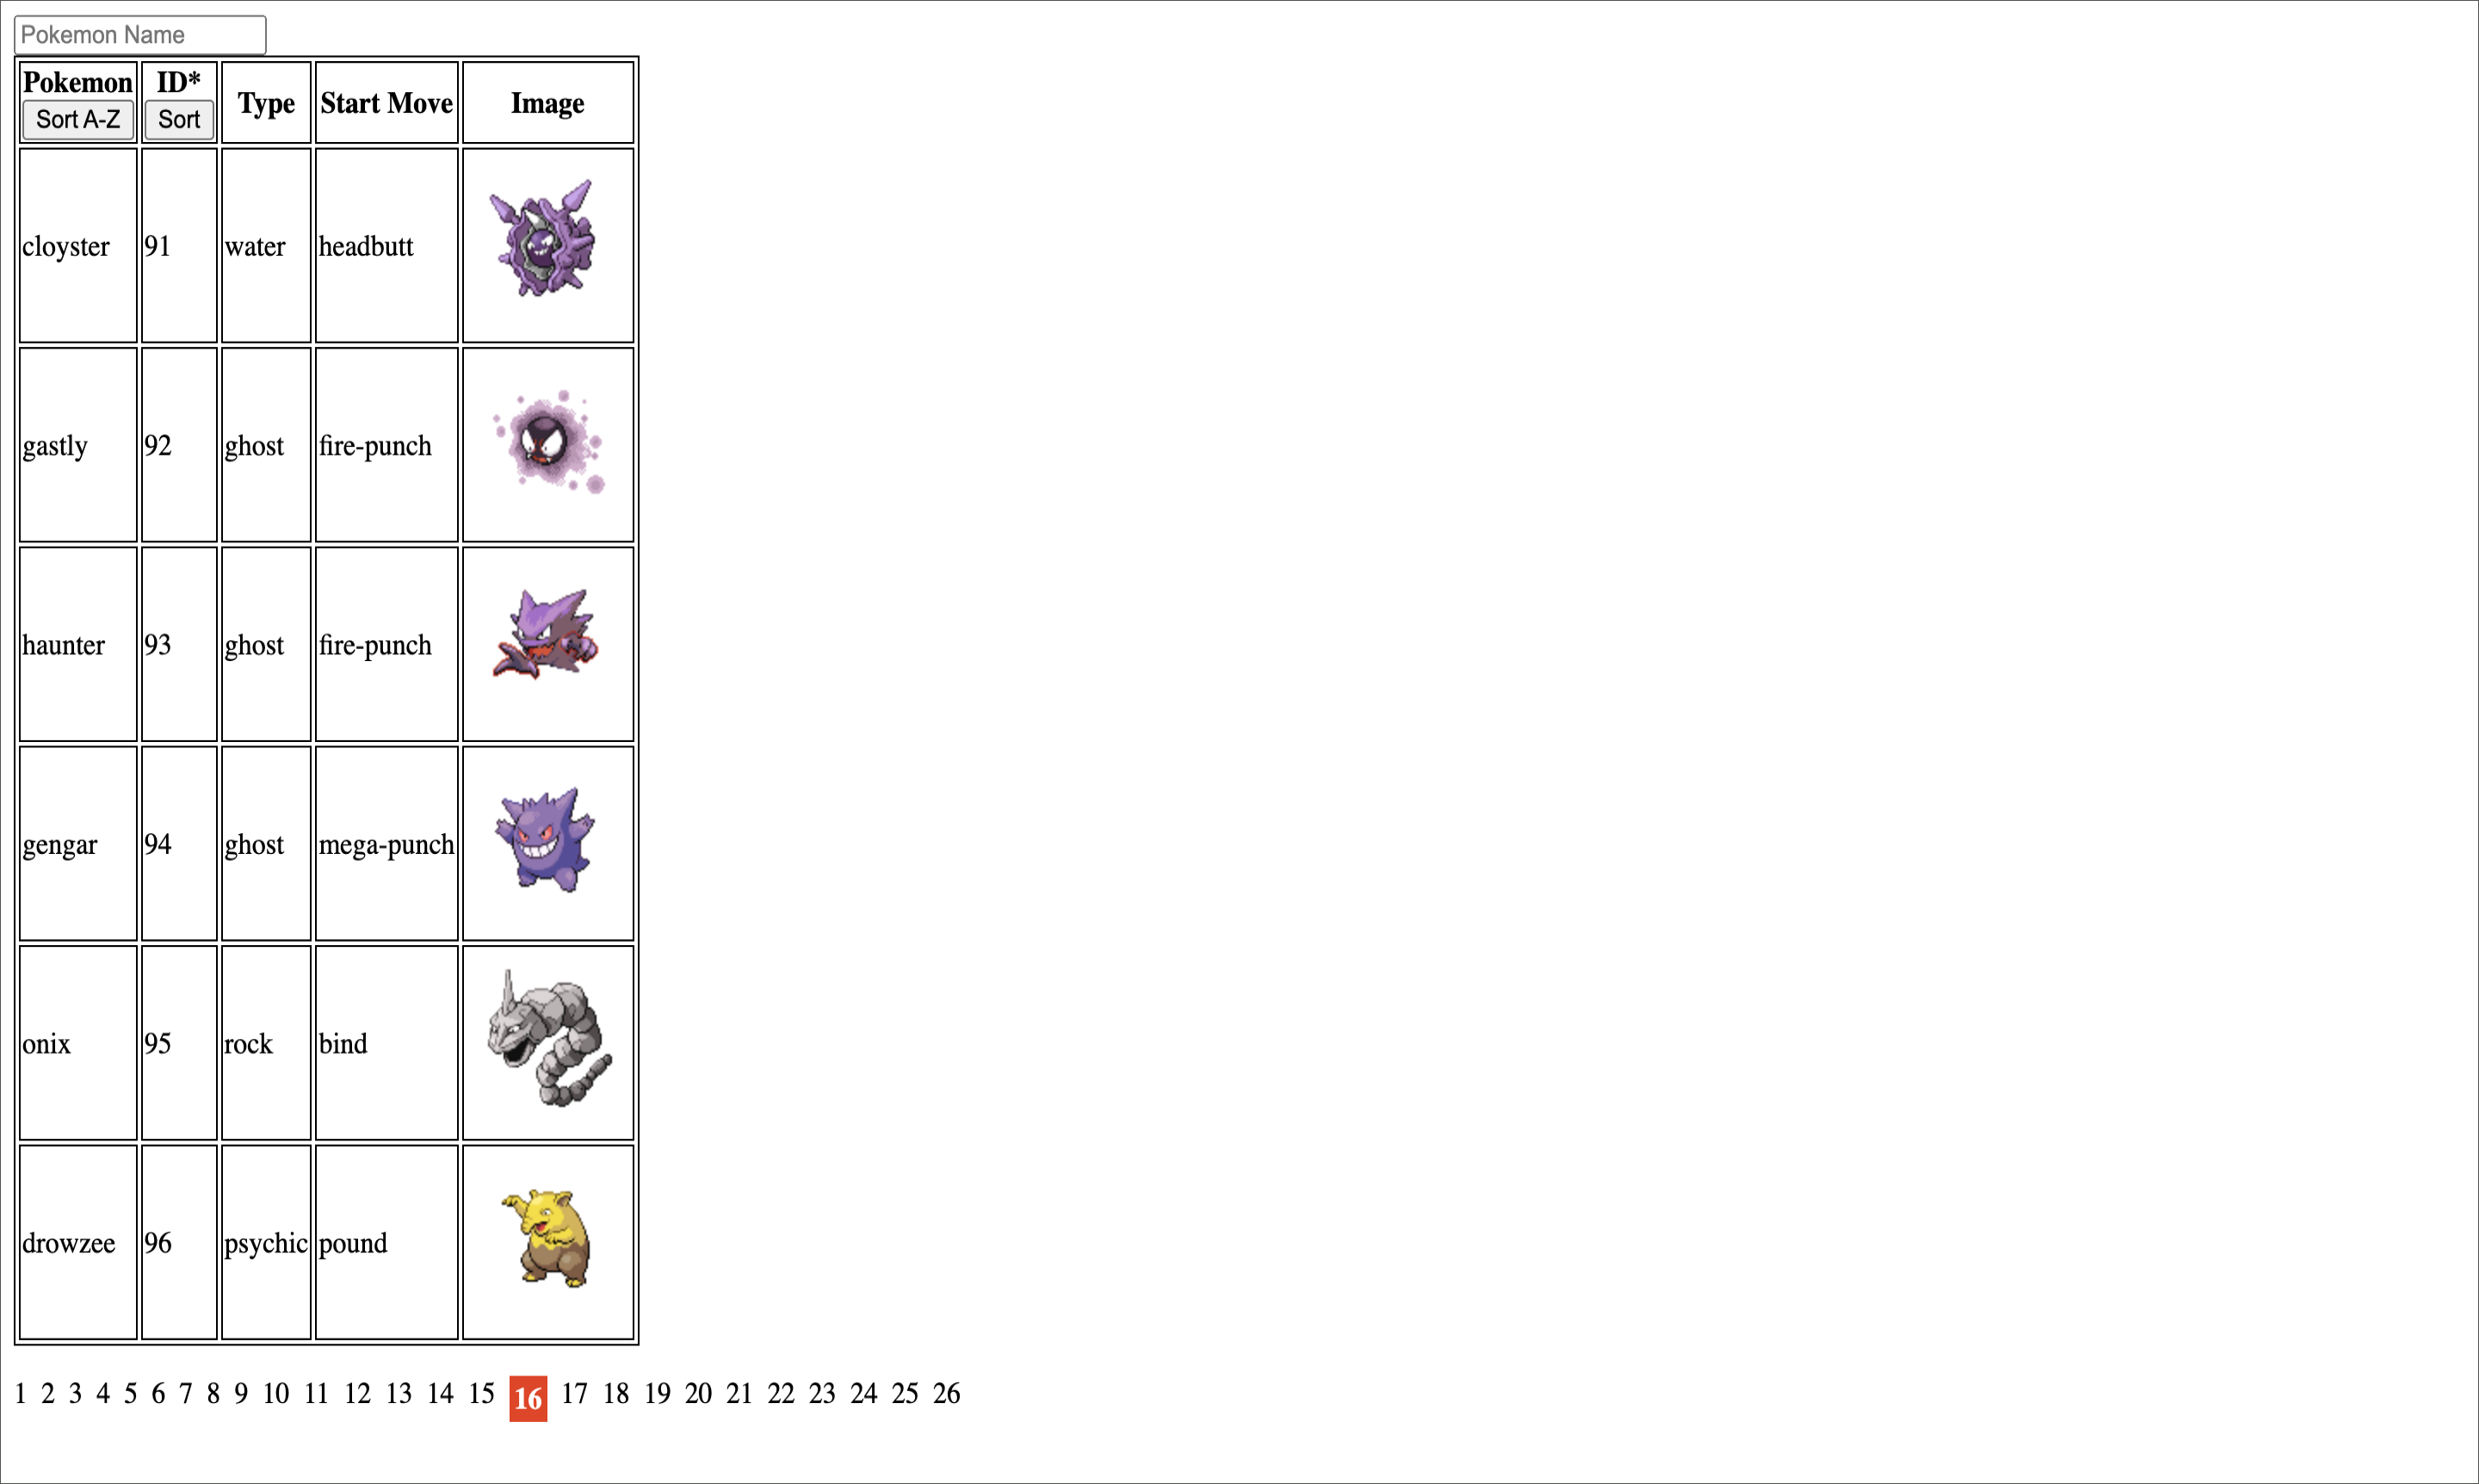 Pokemon Name
Pokemon ID* Type Start Move Image
Sort A-Z Sort
cloyster 91 water headbutt
gastly 92 ghost fire-punch
haunter 93 ghost fire-punch
gengar 94 ghost mega-punch
onix 95 rock bind
drowzee 96 psychic pound
1 2 3 4 5 6 7 8 9 10 11 12 13 14 15 16 17 18 19 20 21 22 23 24 25 26